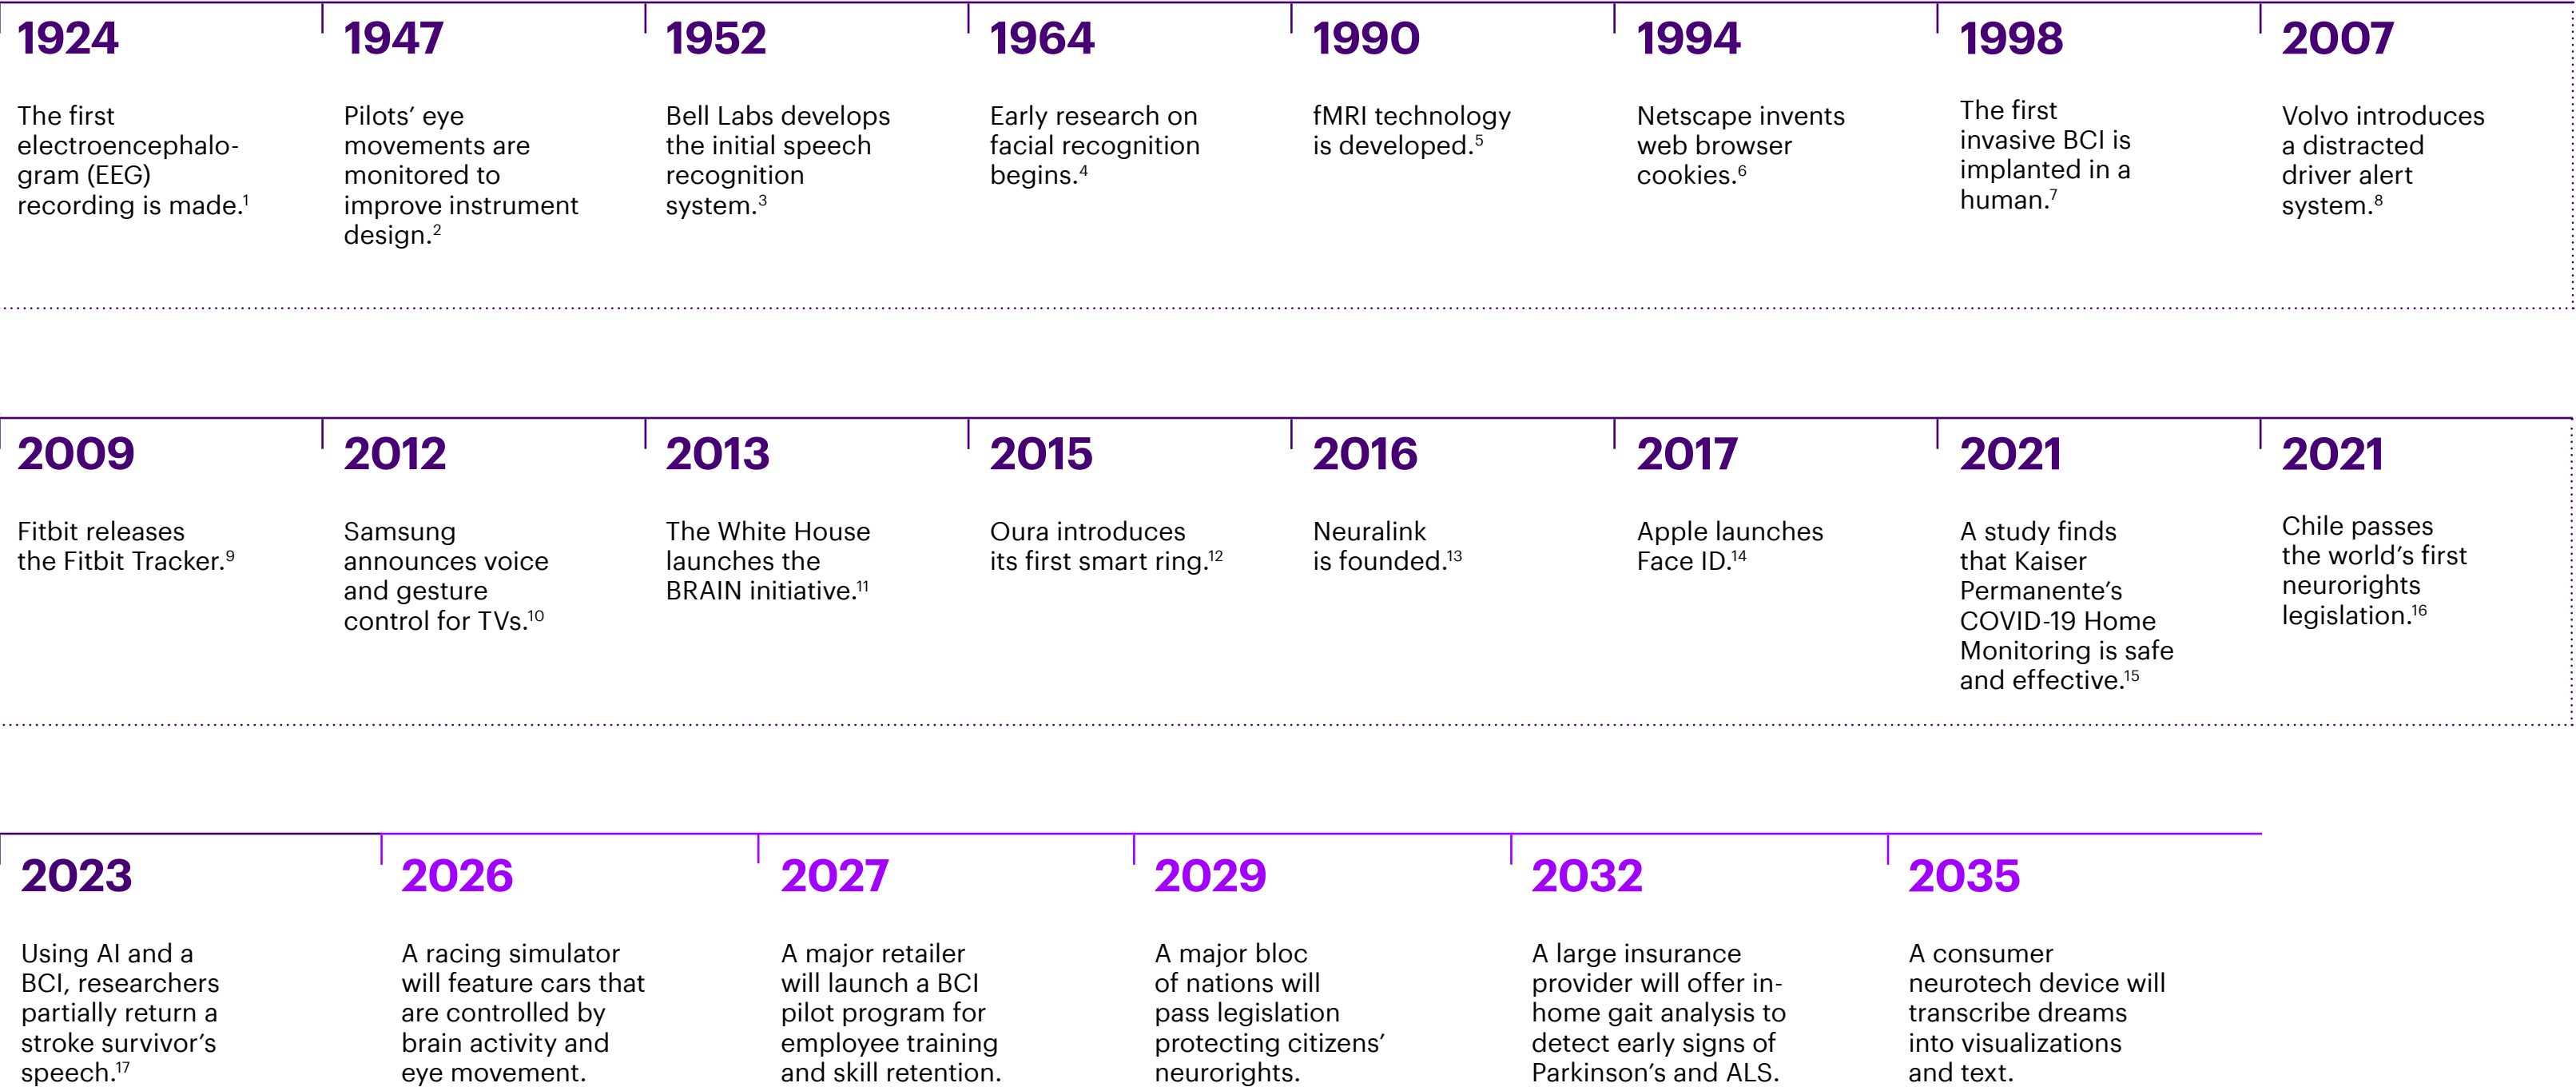 1924
The first
electroencephalo-
gram (EEG)
recording is made.¹
1947
Pilots’ eye
movements are
monitored to
improve instrument
design.²
1952
Bell Labs develops
the initial speech
recognition
system.³
1964
Early research on
facial recognition
begins.⁴
1990
fMRI technology
is developed.⁵
1994
Netscape invents
web browser
cookies.⁶
1998
The first
invasive BCI is
implanted in a
human.⁷
2007
Volvo introduces
a distracted
driver alert
system.⁸
2009
Fitbit releases
the Fitbit Tracker.⁹
2012
Samsung
announces voice
and gesture
control for TVs.¹⁰
2013
The White House
launches the
BRAIN initiative.¹¹
2015
Oura introduces
its first smart ring.¹²
2016
Neuralink
is founded.¹³
2017
Apple launches
Face ID.¹⁴
2021
A study finds
that Kaiser
Permanente’s
COVID-19 Home
Monitoring is safe
and effective.¹⁵
2021
Chile passes
the world’s first
neurorights
legislation.¹⁶
2023
Using AI and a
BCI, researchers
partially return a
stroke survivor’s
speech.¹⁷
2026
A racing simulator
will feature cars that
are controlled by
brain activity and
eye movement.
2027
A major retailer
will launch a BCI
pilot program for
employee training
and skill retention.
2029
A major bloc
of nations will
pass legislation
protecting citizens’
neurorights.
2032
A large insurance
provider will offer in-
home gait analysis to
detect early signs of
Parkinson’s and ALS.
2035
A consumer
neurotech device will
transcribe dreams
into visualizations
and text.